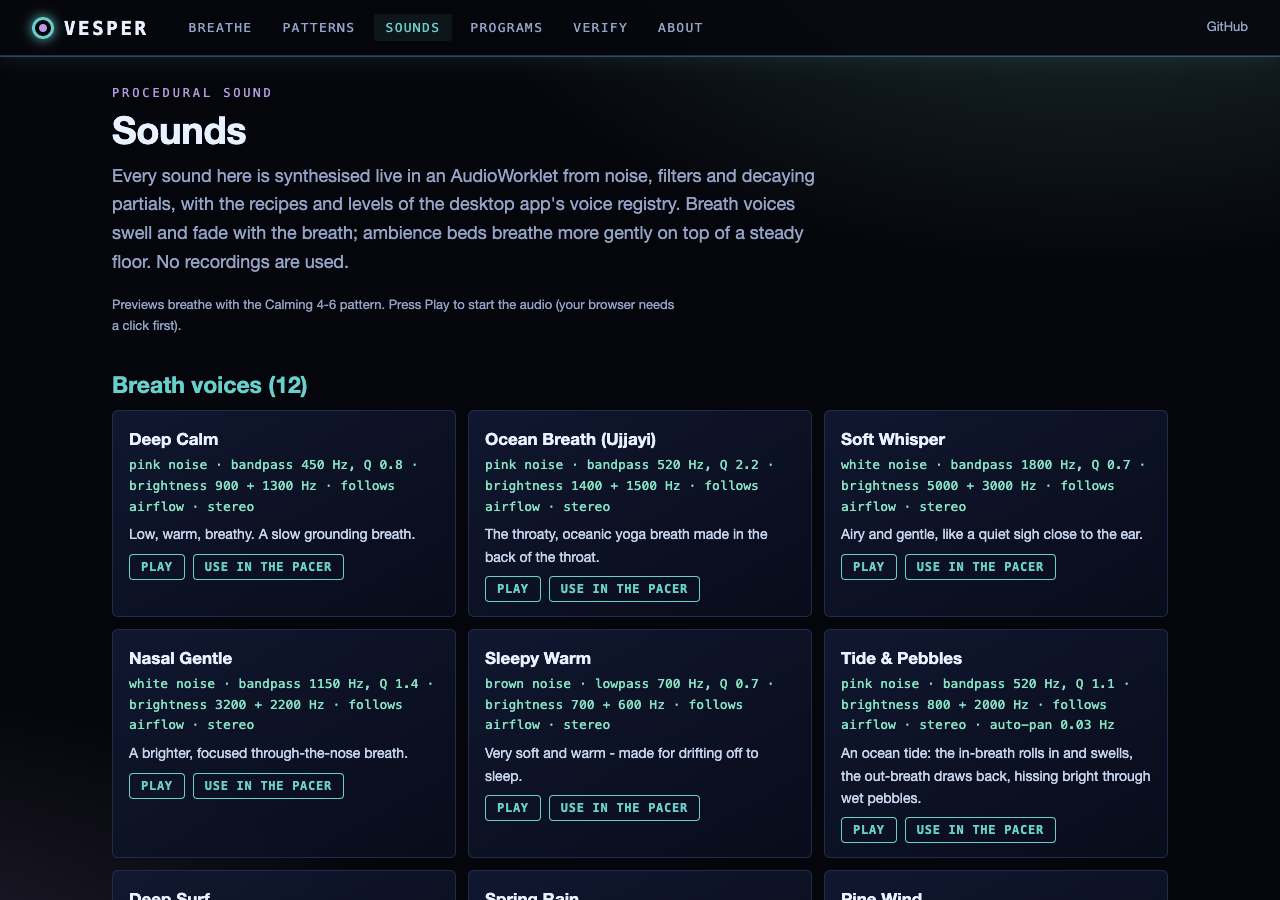 VESPER
BREATHE PATTERNS SOUNDS PROGRAMS VERIFY ABOUT
GitHub
PROCEDURAL SOUND
Sounds
Every sound here is synthesised live in an AudioWorklet from noise, filters and decaying
partials, with the recipes and levels of the desktop app's voice registry. Breath voices
swell and fade with the breath; ambience beds breathe more gently on top of a steady
floor. No recordings are used.
Previews breathe with the Calming 4-6 pattern. Press Play to start the audio (your browser needs
a click first).
Breath voices (12)
Deep Calm
pink noise · bandpass 450 Hz, Q 0.8 ·
brightness 900 + 1300 Hz · follows
airflow · stereo
Low, warm, breathy. A slow grounding breath.
PLAY USE IN THE PACER
Ocean Breath (Ujjayi)
pink noise · bandpass 520 Hz, Q 2.2 ·
brightness 1400 + 1500 Hz · follows
airflow · stereo
The throaty, oceanic yoga breath made in the
back of the throat.
PLAY USE IN THE PACER
Soft Whisper
white noise · bandpass 1800 Hz, Q 0.7 ·
brightness 5000 + 3000 Hz · follows
airflow · stereo
Airy and gentle, like a quiet sigh close to the ear.
PLAY USE IN THE PACER
Nasal Gentle
white noise · bandpass 1150 Hz, Q 1.4 ·
brightness 3200 + 2200 Hz · follows
airflow · stereo
A brighter, focused through-the-nose breath.
PLAY USE IN THE PACER
Sleepy Warm
brown noise · lowpass 700 Hz, Q 0.7 ·
brightness 700 + 600 Hz · follows
airflow · stereo
Very soft and warm - made for drifting off to
sleep.
PLAY USE IN THE PACER
Tide & Pebbles
pink noise · bandpass 520 Hz, Q 1.1 ·
brightness 800 + 2000 Hz · follows
airflow · stereo · auto-pan 0.03 Hz
An ocean tide: the in-breath rolls in and swells,
the out-breath draws back, hissing bright through
wet pebbles.
PLAY USE IN THE PACER
Deep Surf
Spring Rain
Pine Wind